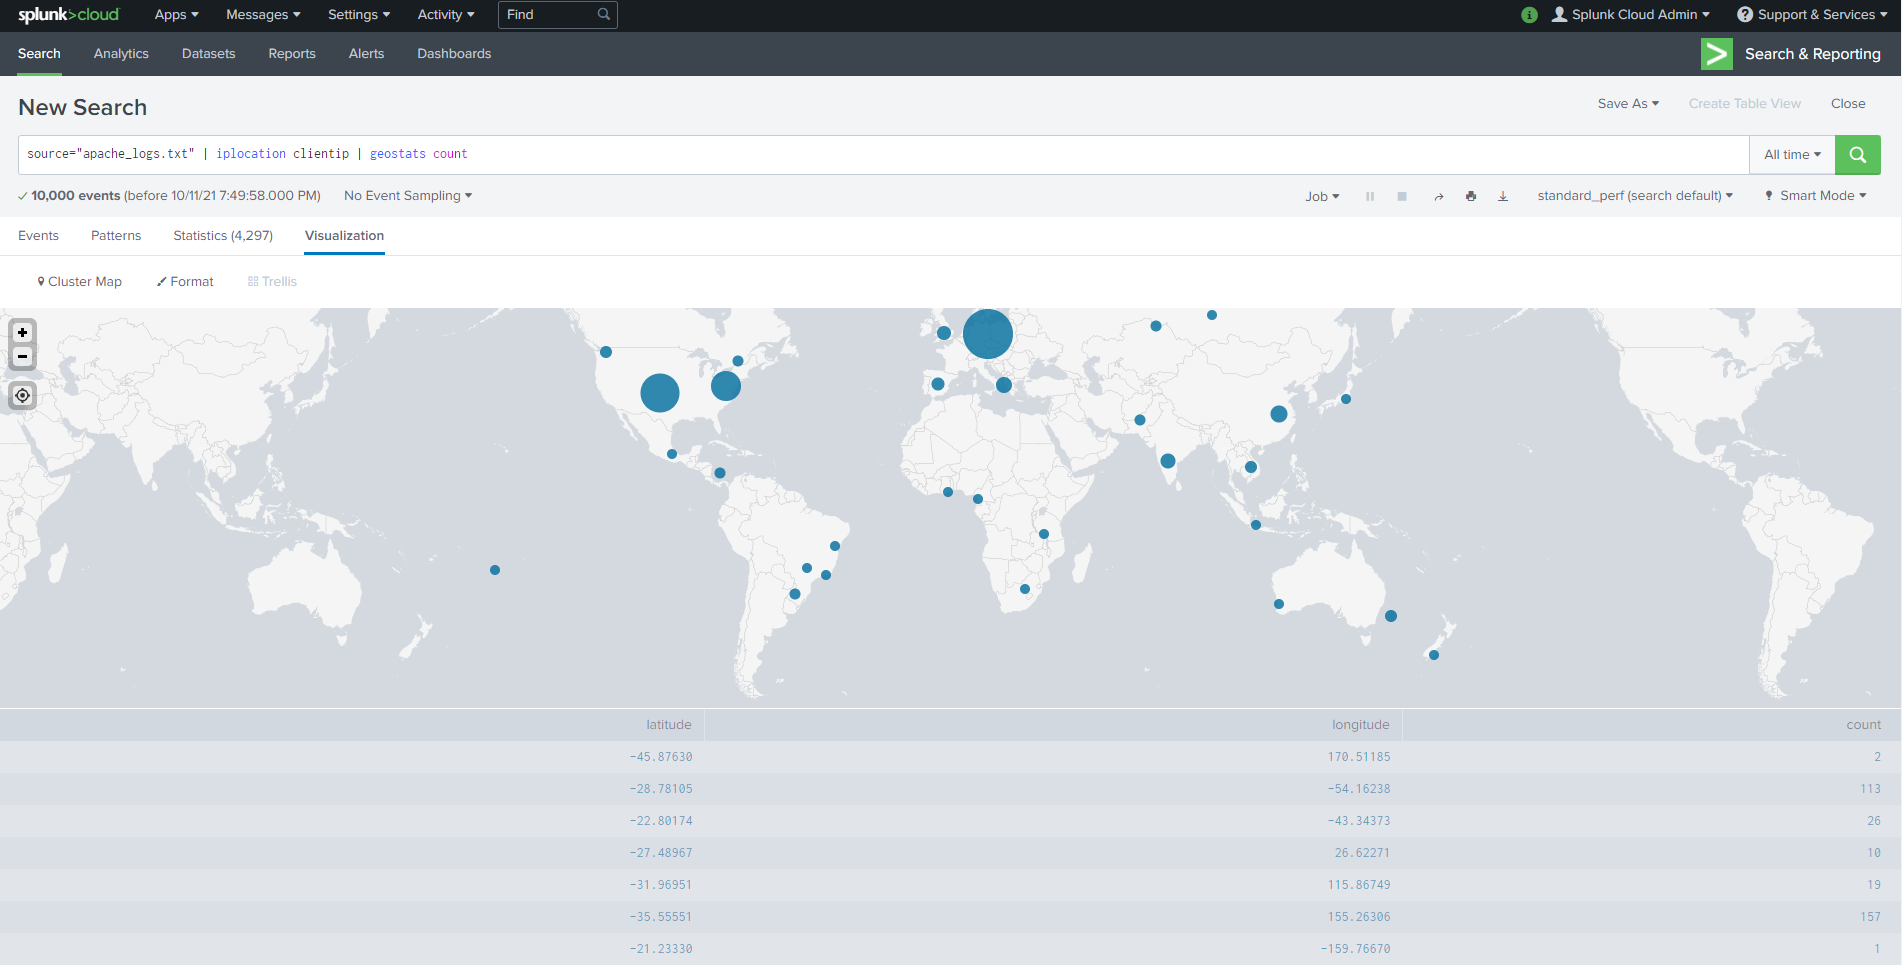 splunk>cloud Apps Messages Settings Activity Find i Splunk Cloud Admin ? Support & Services
Search Analytics Datasets Reports Alerts Dashboards > Search & Reporting
New Search Save As Create Table View Close
source="apache_logs.txt" | iplocation clientip | geostats count All time
10,000 events (before 10/11/21 7:49:58.000 PM) No Event Sampling Job standard_perf (search default) Smart Mode
Events Patterns Statistics (4,297) Visualization
Cluster Map Format Trellis
+
−
latitude longitude count
-45.87630 170.51185 2
-28.78105 -54.16238 113
-22.80174 -43.34373 26
-27.48967 26.62271 10
-31.96951 115.86749 19
-35.55551 155.26306 157
-21.23330 -159.76670 1